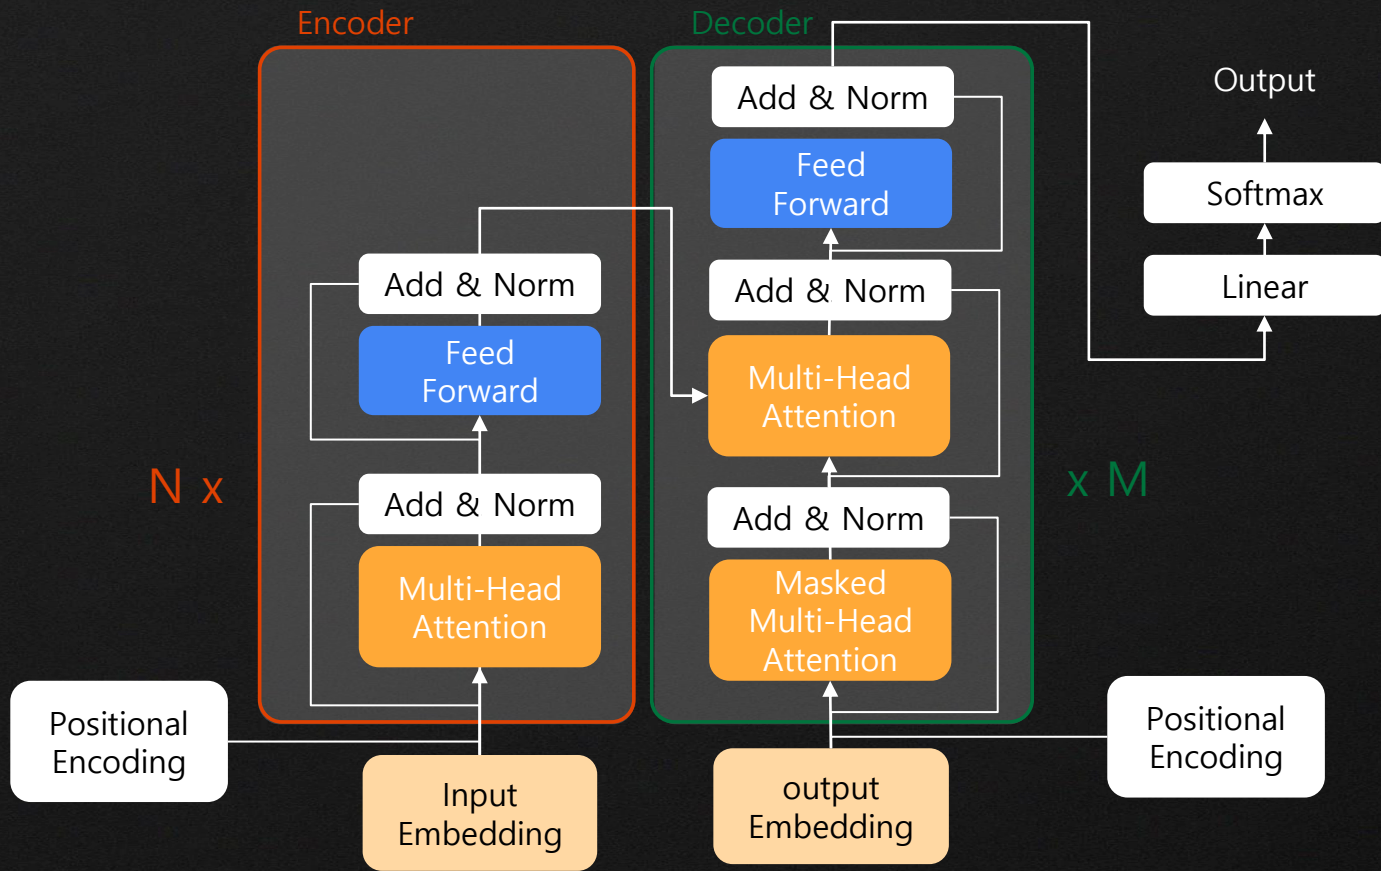 Encoder
Decoder
Add & Norm
Feed
Forward
Add & Norm
Multi-Head
Attention
Add & Norm
Masked
Multi-Head
Attention
Add & Norm
Feed
Forward
Add & Norm
Multi-Head
Attention
N x
x M
Output
Softmax
Linear
Positional
Encoding
Input
Embedding
output
Embedding
Positional
Encoding